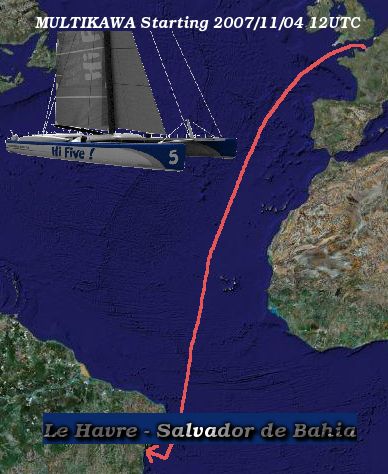 MULTIKAWA Starting 2007/11/04 12UTC
Hi Five !
5
Le Havre - Salvador de Bahia